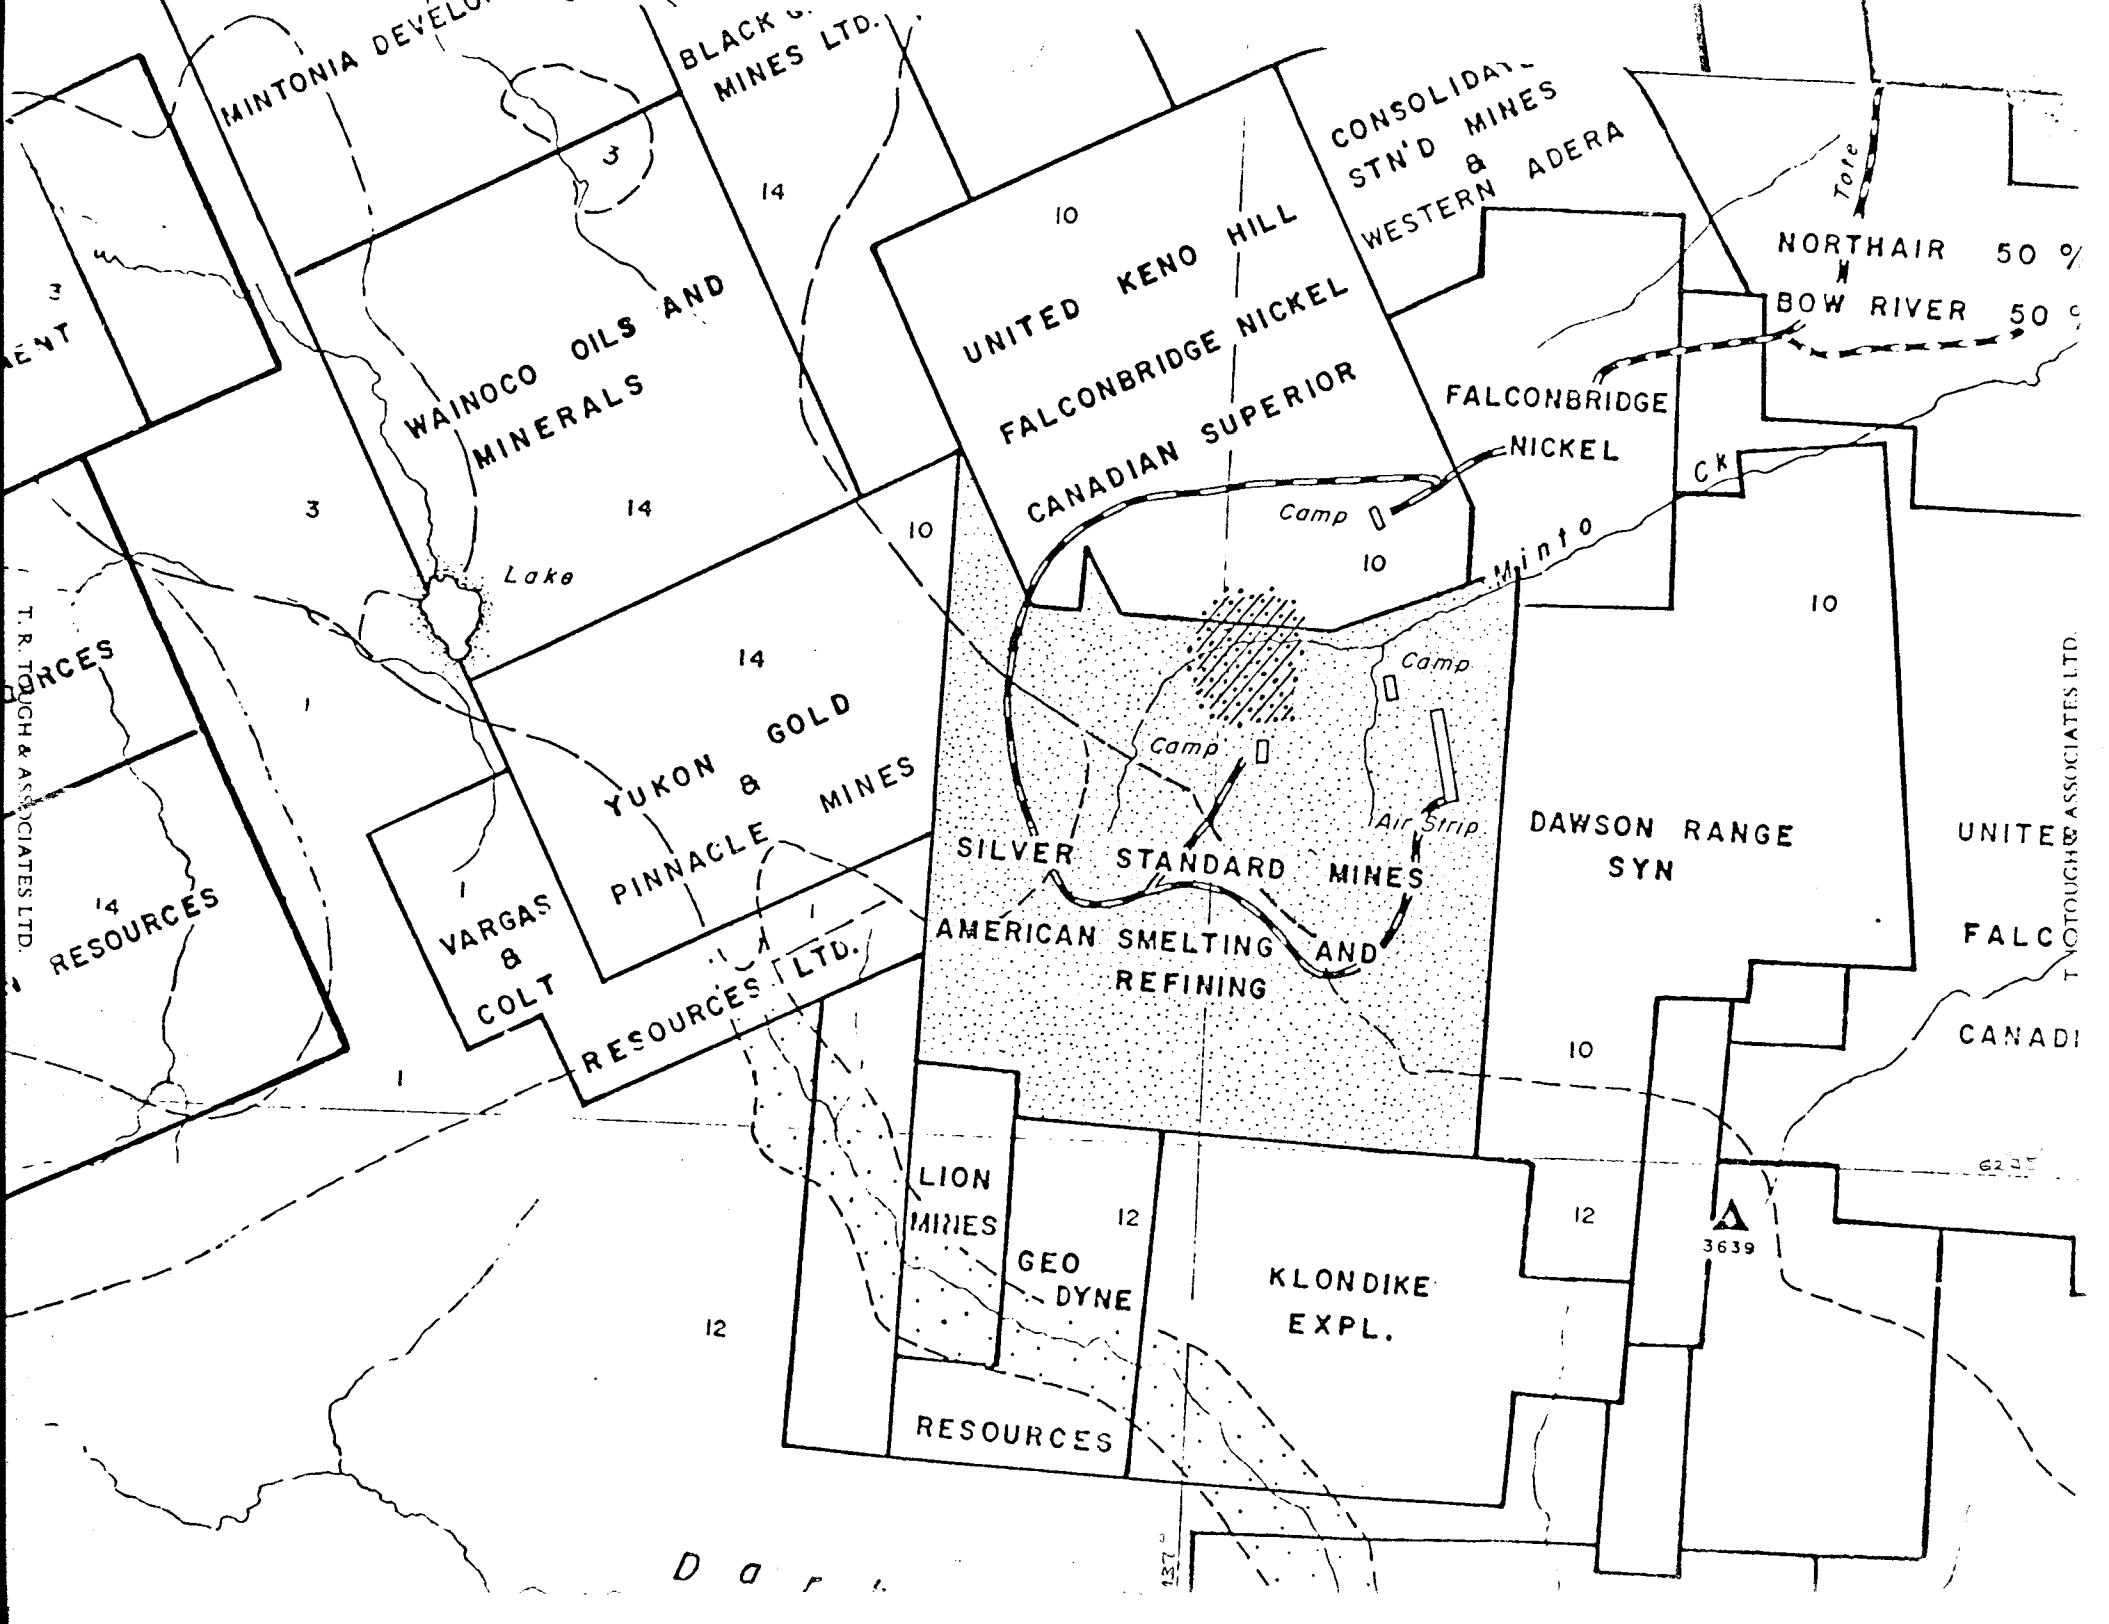 MINTONIA
BLACK
MINES LTD.
CONSOLIDAT
STN'D MINES
&
WESTERN ADERA
Tote
NORTHAIR 50 %
BOW RIVER 50
3
14
10
UNITED KENO HILL
FALCONBRIDGE NICKEL
CANADIAN SUPERIOR
3
WAINOCO OILS AND
MINERALS
14
3
FALCONBRIDGE
NICKEL
CK
Minto
Camp
10
10
10
Lake
14
YUKON GOLD
&
PINNACLE MINES
Camp
Camp
Air Strip
SILVER STANDARD MINES
AMERICAN SMELTING AND
REFINING
DAWSON RANGE
SYN
10
T. R. TOUGH & ASSOCIATES LTD.
1
14
RESOURCES
1
VARGAS
&
COLT
1
RESOURCES LTD.
1
UNITE
FALC
CANADI
ASSOCIATES LTD.
LION
MINES
12
GEO
DYNE
KLONDIKE
EXPL.
12
3639
12
RESOURCES
137°